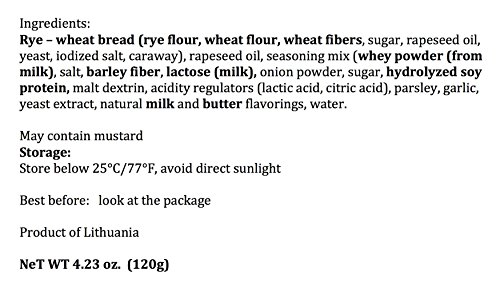 Ingredients:
Rye – wheat bread (rye flour, wheat flour, wheat fibers, sugar, rapeseed oil,
yeast, iodized salt, caraway), rapeseed oil, seasoning mix (whey powder (from
milk), salt, barley fiber, lactose (milk), onion powder, sugar, hydrolyzed soy
protein, malt dextrin, acidity regulators (lactic acid, citric acid), parsley, garlic,
yeast extract, natural milk and butter flavorings, water.
May contain mustard
Storage:
Store below 25°C/77°F, avoid direct sunlight
Best before: look at the package
Product of Lithuania
NeT WT 4.23 oz. (120g)